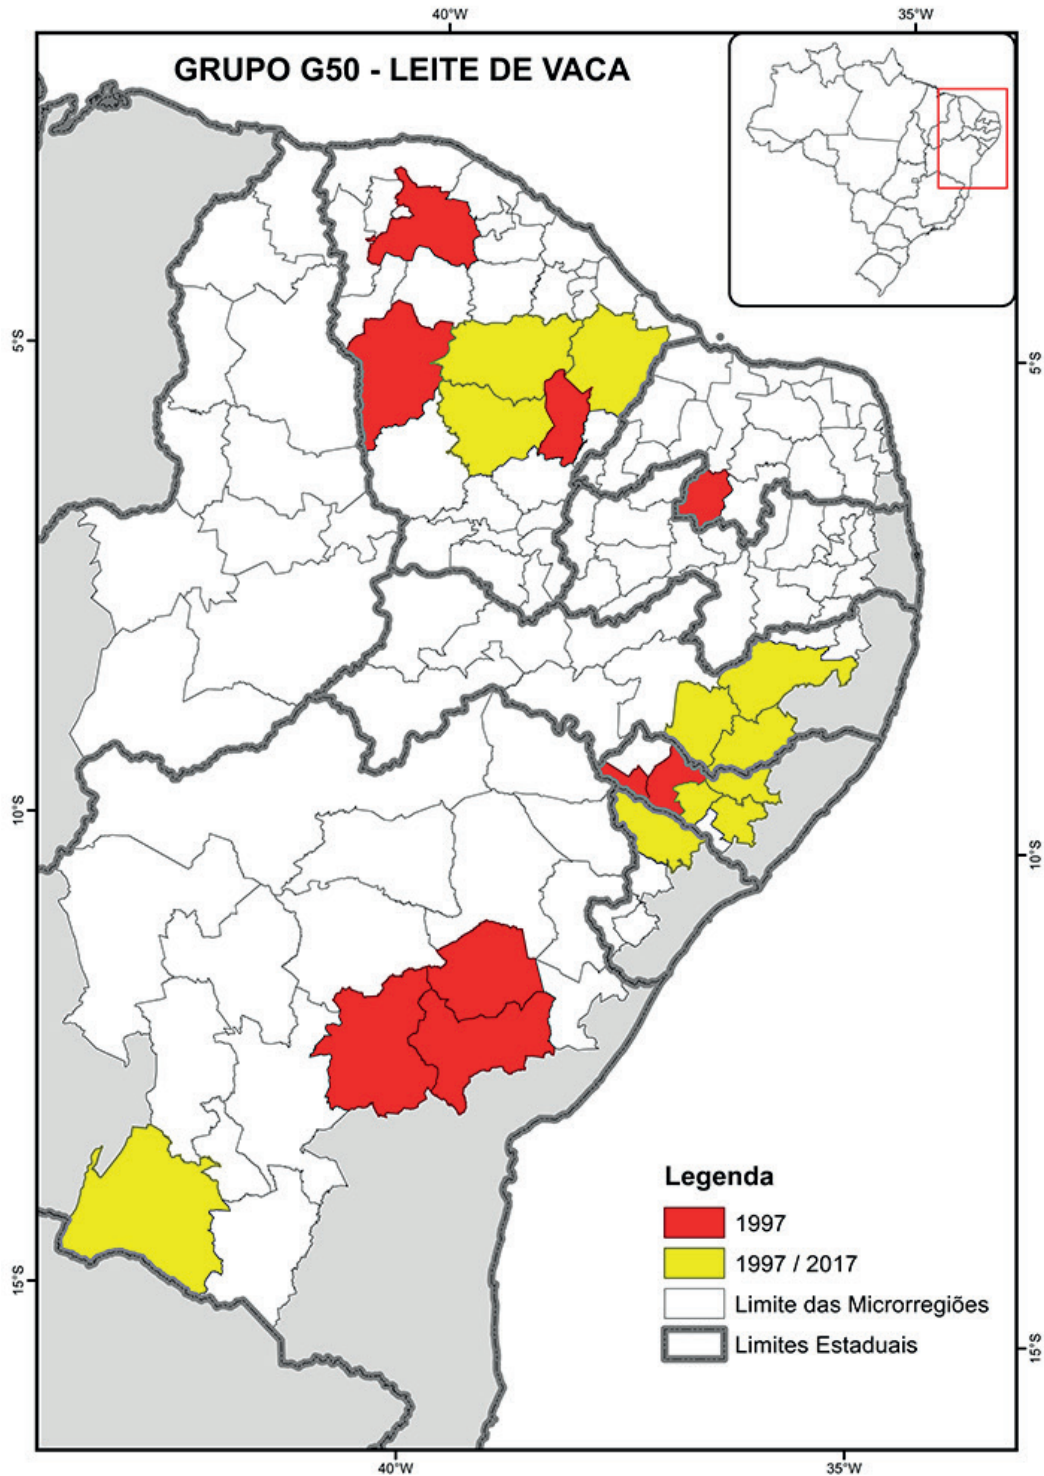 40°W
35°W
GRUPO G50 - LEITE DE VACA
5°S
5°S
10°S
10°S
Legenda
1997
1997 / 2017
Limite das Microrregiões
Limites Estaduais
15°S
15°S
40°W
35°W